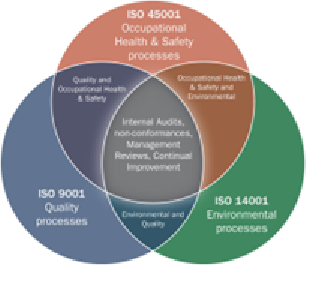 ISO 45001
Occupational
Health & Safety
processes
Quality and
Occupational Health
& Safety
Occupational Health
& Safety and
Environmental
Internal Audits,
non-conformances,
Management
Reviews, Continual
Improvement
ISO 9001
Quality
processes
ISO 14001
Environmental
processes
Environmental and
Quality